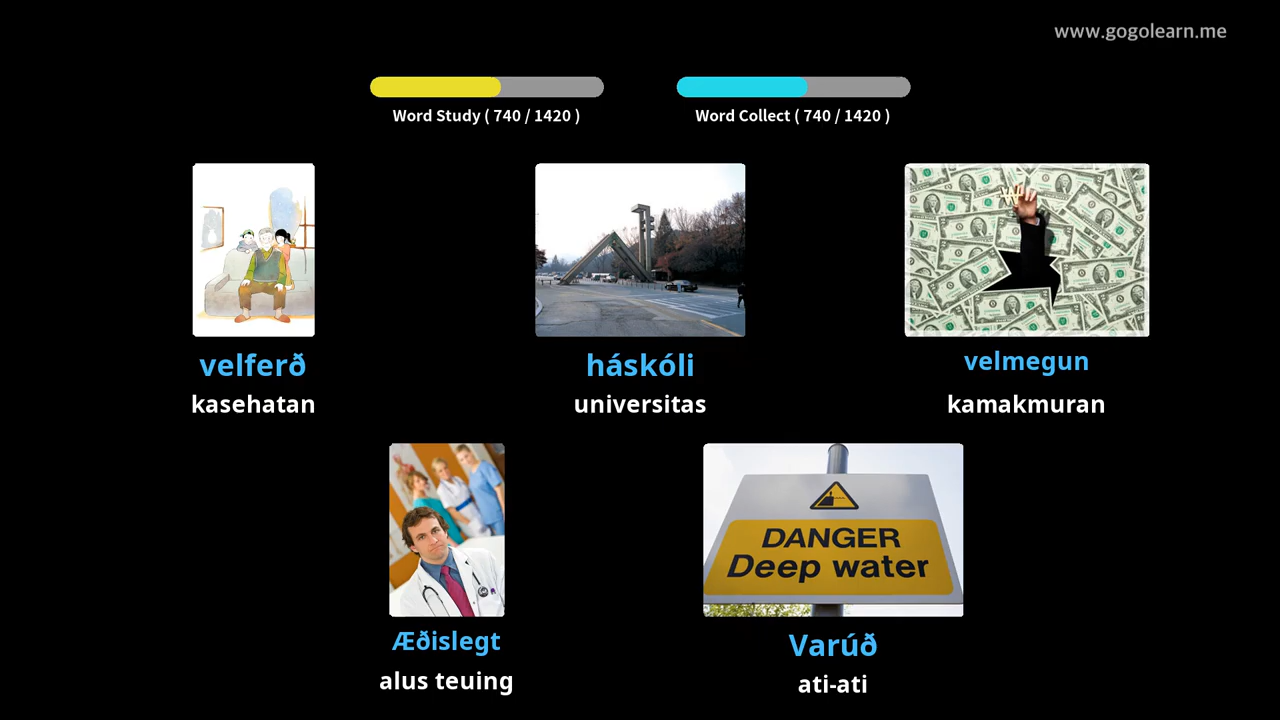 www.gogolearn.me
Word Study ( 740 / 1420 )
Word Collect ( 740 / 1420 )
velferð
kasehatan
háskóli
universitas
velmegun
kamakmuran
Æðislegt
alus teuing
DANGER
Deep water
Varúð
ati-ati